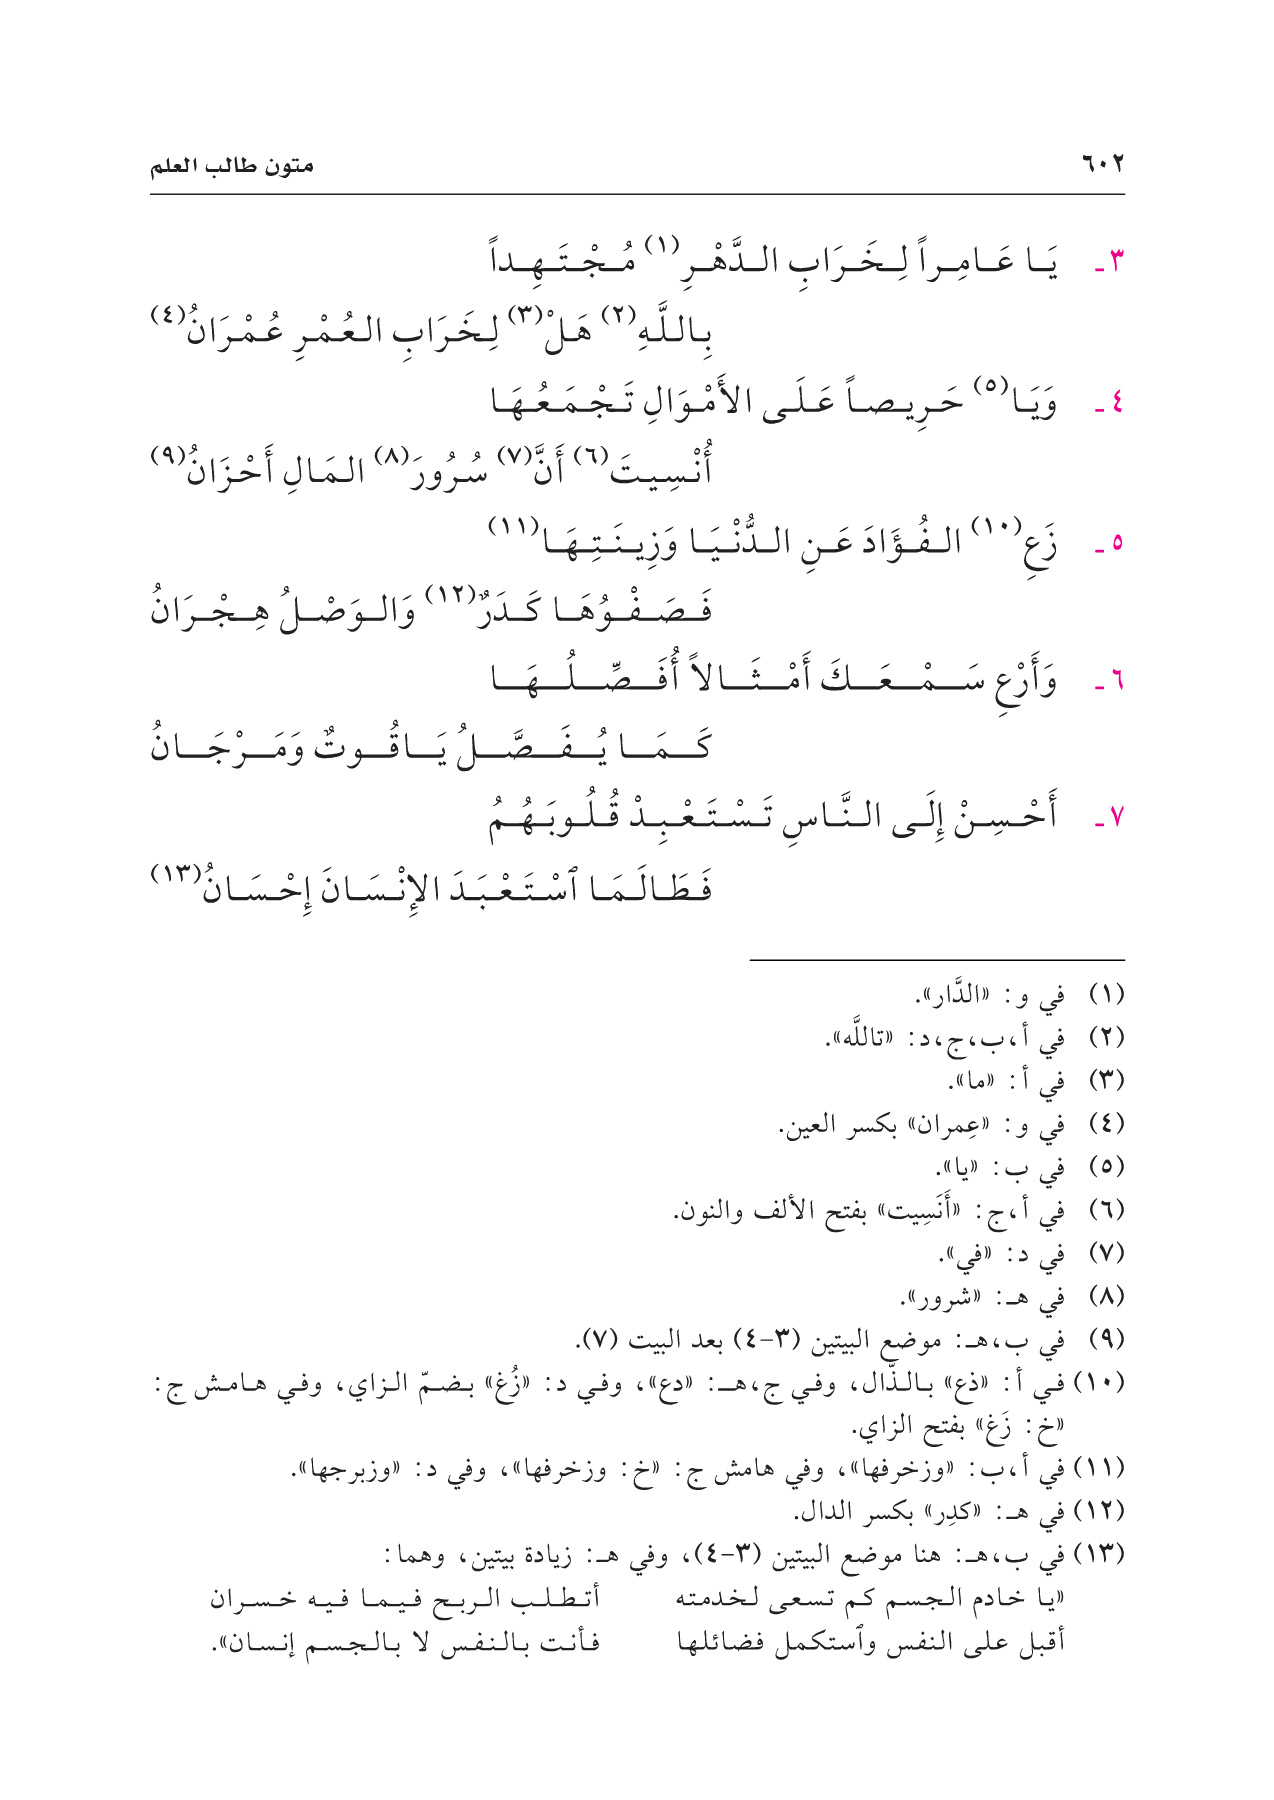 ٦٠٢ متون طالب العلم
٣ ـ يَا عَامِراً لِخَرَابِ الدَّهْرِ(١) مُجْتَهِداً
بِاللَّهِ(٢) هَلْ(٣) لِخَرَابِ العُمْرِ عُمْرَانُ(٤)
٤ ـ وَيَا(٥) حَرِيصاً عَلَى الأَمْوَالِ تَجْمَعُهَا
أُنْسِيتَ(٦) أَنَّ(٧) سُرُورَ(٨) المَالِ أَحْزَانُ(٩)
٥ ـ زَعِ(١٠) الفُؤَادَ عَنِ الدُّنْيَا وَزِينَتِهَا(١١)
فَصَفْوُهَا كَدَرٌ(١٢) وَالوَصْلُ هِجْرَانُ
٦ ـ وَأَرْعِ سَمْعَكَ أَمْثَالاً أُفَصِّلُهَا
كَمَا يُفَصَّلُ يَاقُوتٌ وَمَرْجَانُ
٧ ـ أَحْسِنْ إِلَى النَّاسِ تَسْتَعْبِدْ قُلُوبَهُمُ
فَطَالَمَا ٱسْتَعْبَدَ الإِنْسَانَ إِحْسَانُ(١٣)
(١) في و: «الدَّار».
(٢) في أ،ب،ج،د: «تاللَّه».
(٣) في أ: «ما».
(٤) في و: «عِمران» بكسر العين.
(٥) في ب: «يا».
(٦) في أ،ج: «أَنَسِيت» بفتح الألف والنون.
(٧) في د: «في».
(٨) في هـ: «شرور».
(٩) في ب،هـ: موضع البيتين (٣-٤) بعد البيت (٧).
(١٠) في أ: «ذع» بالذَّال، وفي ج،هـ: «دع»، وفي د: «زُغ» بضمّ الزاي، وفي هامش ج:
«خ: زَغ» بفتح الزاي.
(١١) في أ،ب: «وزخرفها»، وفي هامش ج: «خ: وزخرفها»، وفي د: «وزبرجها».
(١٢) في هـ: «كدِر» بكسر الدال.
(١٣) في ب،هـ: هنا موضع البيتين (٣-٤)، وفي هـ: زيادة بيتين، وهما:
«يا خادم الجسم كم تسعى لخدمته أتطلب الربح فيما فيه خسران
أقبل على النفس وٱستكمل فضائلها فأنت بالنفس لا بالجسم إنسان».